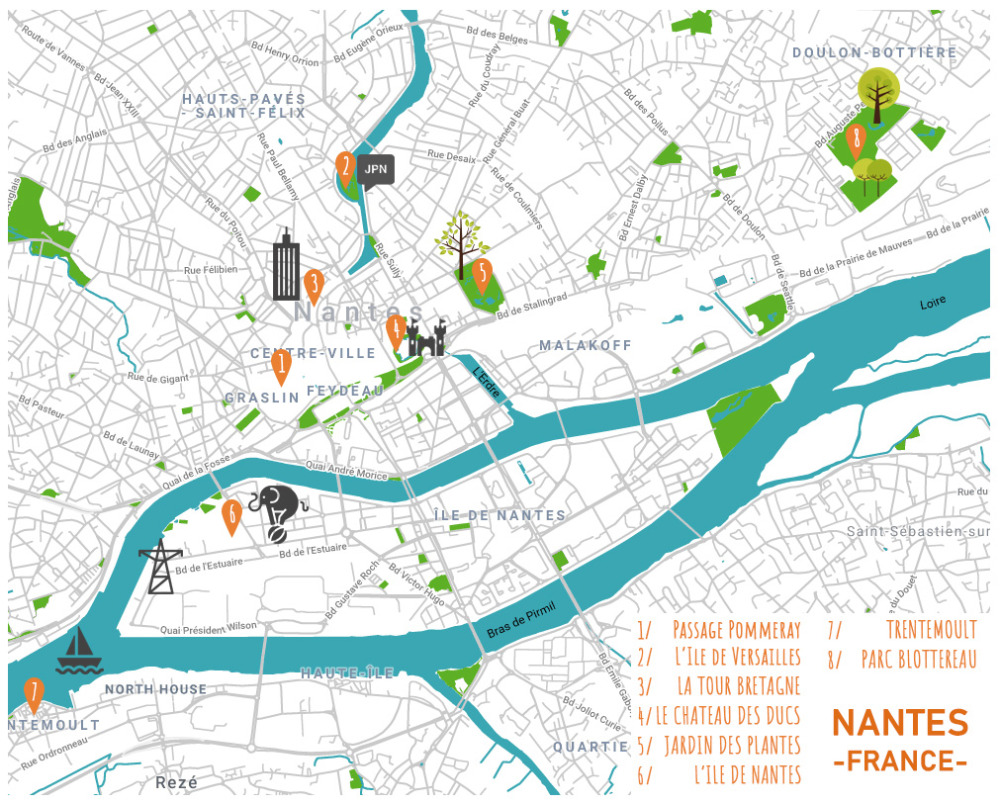 Route de Vannes
Bd Jean XXIII
Bd Henry Orrion
Bd Eugène Orieux
Bd des Belges
Rue du Coudray
DOULON-BOTTIÈRE
HAUTS-PAVÉS
- SAINT-FÉLIX
Bd des Anglais
Rue Paul Bellamy
2
JPN
Rue Desaix
Rue Général Buat
Bd des Poilus
8
Rue du Poitou
Rue de Coulmiers
Bd Ernest Dalby
Bd de Doulon
Rue Félibien
Rue Sully
3
5
Bd de Stalingrad
Bd de Seattle
Bd de la Prairie de Mauves
Bd de la Prairie
Loire
Nantes
4
CENTRE-VILLE
MALAKOFF
1
GRASLIN
FEYDEAU
L'Erdre
Rue de Gigant
Bd Pasteur
Bd de Launay
Quai de la Fosse
Quai André Morice
6
ÎLE DE NANTES
Rue du
Saint-Sébastien-sur
Bd de l'Estuaire
Bd de l'Estuaire
Bd Gustave Roch
Bd Victor Hugo
du Douet
Quai Président Wilson
Bras de Pirmil
HAUTE-ÎLE
NORTH HOUSE
7
NTEMOULT
Rue Ordronneau
Rezé
Bd Joliot Curie
QUARTIE
1/ PASSAGE POMMERAY
2/ L'ILE DE VERSAILLES
3/ LA TOUR BRETAGNE
4/ LE CHATEAU DES DUCS
5/ JARDIN DES PLANTES
6/ L'ILE DE NANTES
7/ TRENTEMOULT
8/ PARC BLOTTEREAU
NANTES
-FRANCE-